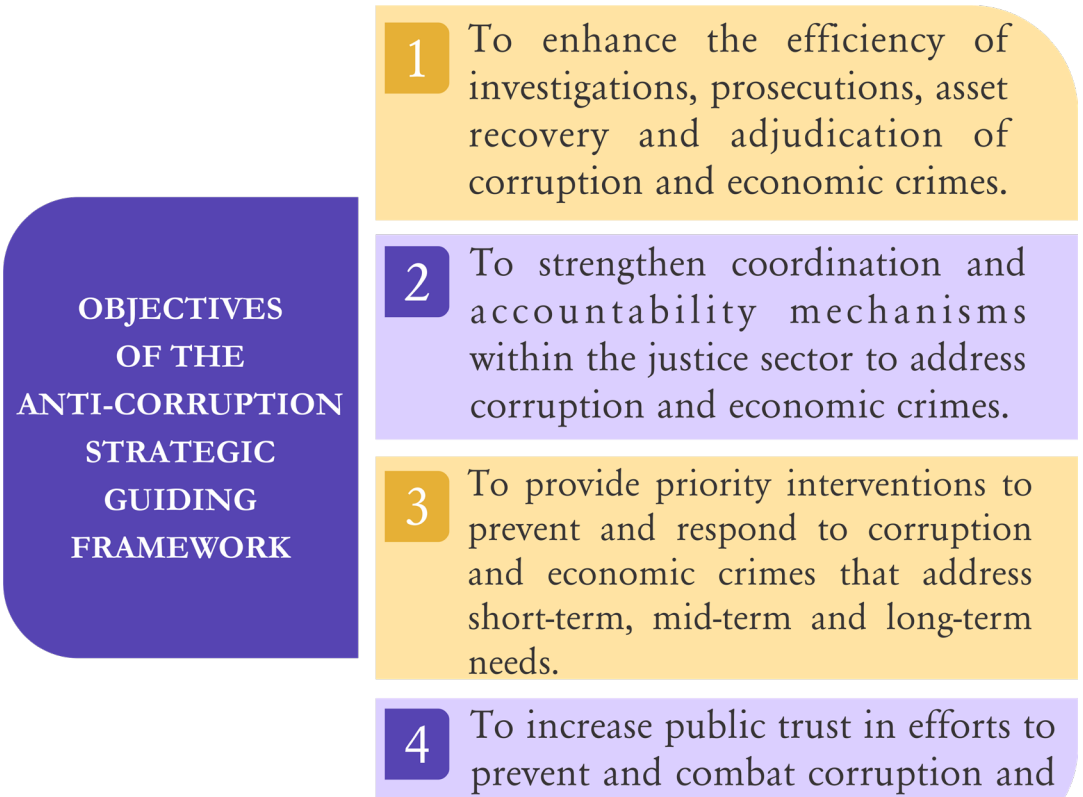 OBJECTIVES
OF THE
ANTI-CORRUPTION
STRATEGIC
GUIDING
FRAMEWORK
1
To enhance the efficiency of
investigations, prosecutions, asset
recovery and adjudication of
corruption and economic crimes.
2
To strengthen coordination and
accountability mechanisms
within the justice sector to address
corruption and economic crimes.
3
To provide priority interventions to
prevent and respond to corruption
and economic crimes that address
short-term, mid-term and long-term
needs.
4
To increase public trust in efforts to
prevent and combat corruption and